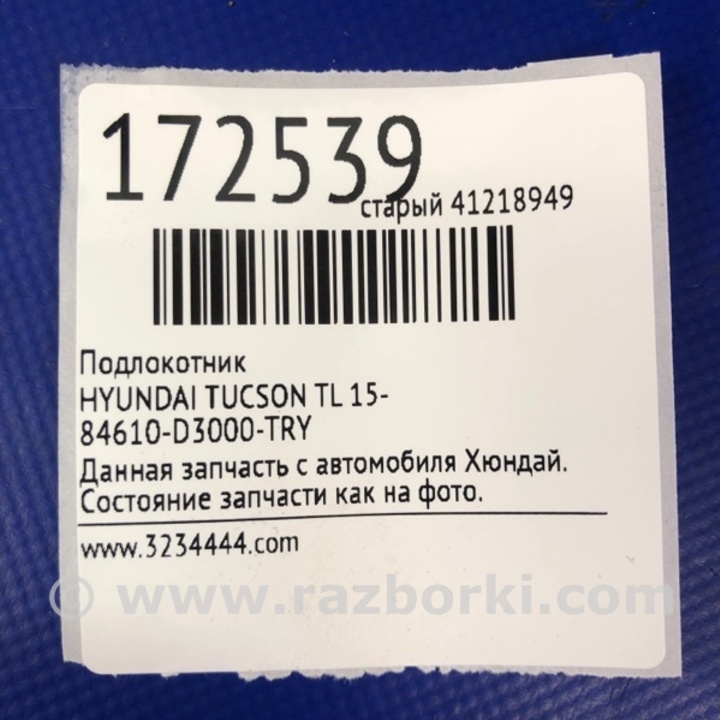 172539
старый 41218949
Подлокотник
HYUNDAI TUCSON TL 15-
84610-D3000-TRY
Данная запчасть с автомобиля Хюндай.
Состояние запчасти как на фото.
www.3234444.com
© www.razborki.com